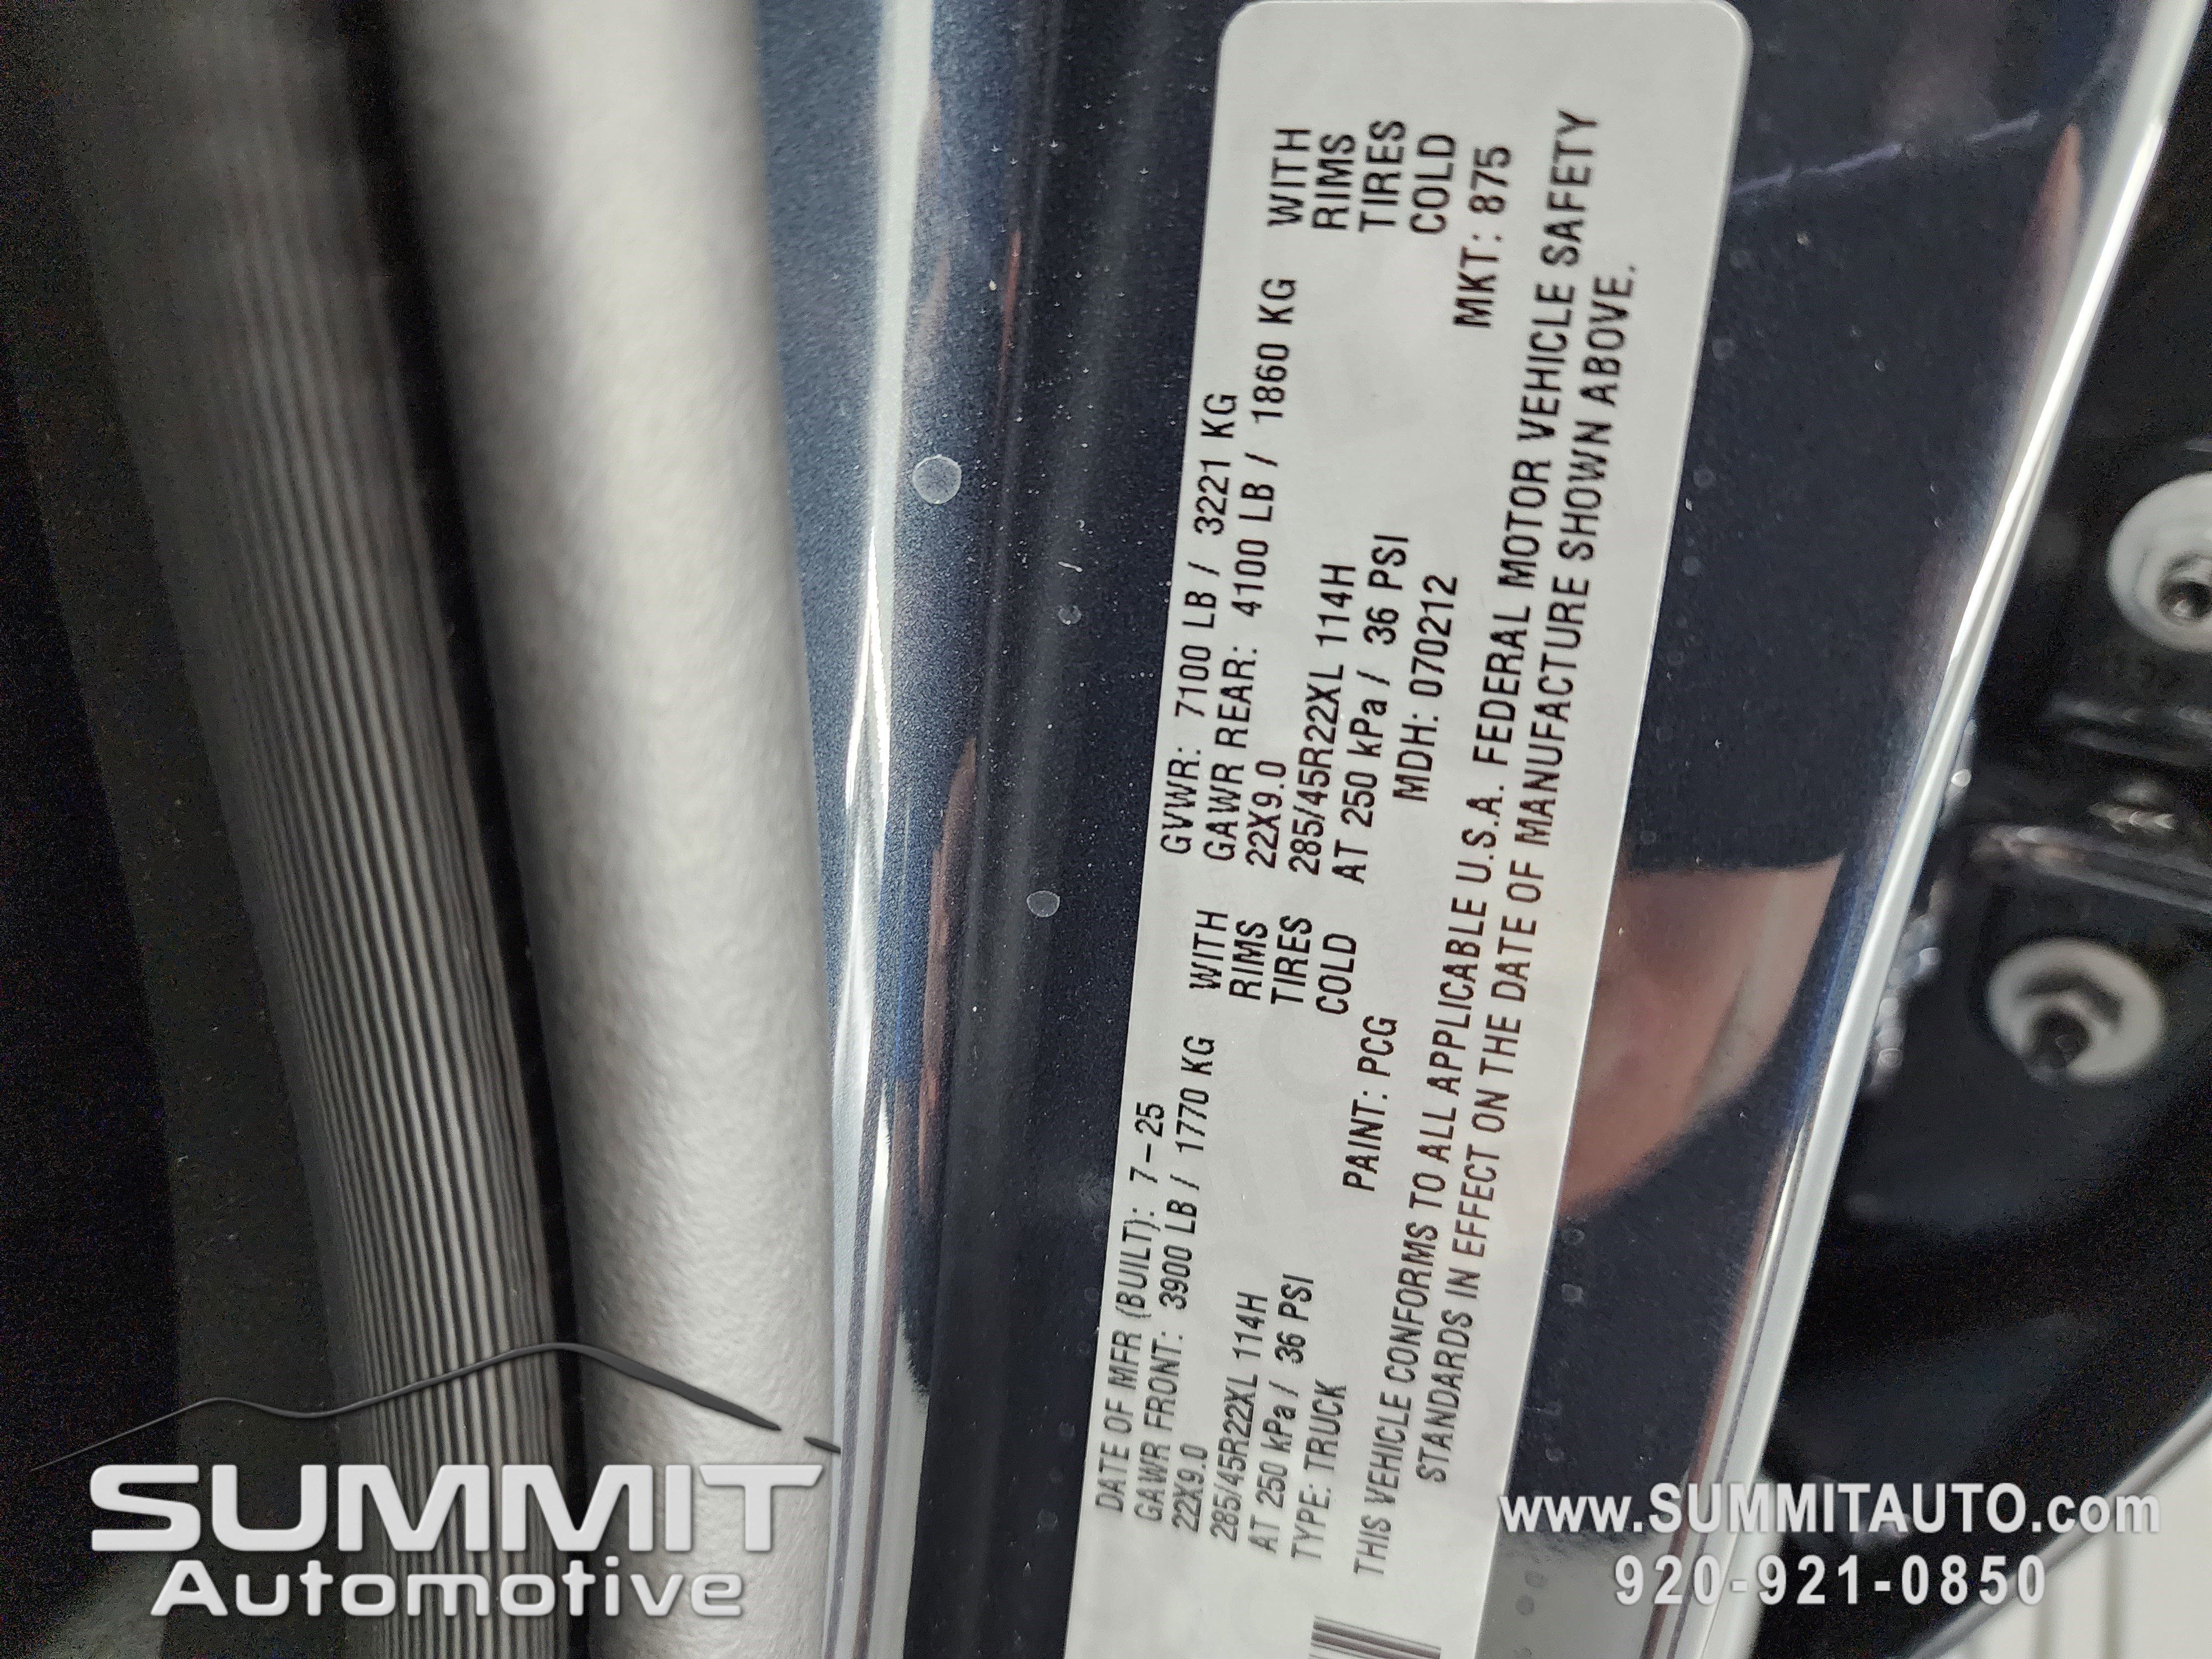 DATE OF MFR (BUILT): 7-25 GVWR: 7100 LB / 3221 KG
GAWR FRONT: 3900 LB / 1770 KG WITH GAWR REAR: 4100 LB / 1860 KG WITH
22X9.0 RIMS 22X9.0 RIMS
285/45R22XL 114H TIRES 285/45R22XL 114H TIRES
AT 250 kPa / 36 PSI COLD AT 250 kPa / 36 PSI COLD
TYPE: TRUCK PAINT: PCG MDH: 070212 MKT: 875
THIS VEHICLE CONFORMS TO ALL APPLICABLE U.S.A. FEDERAL MOTOR VEHICLE SAFETY
STANDARDS IN EFFECT ON THE DATE OF MANUFACTURE SHOWN ABOVE.
SUMMIT
Automotive
www.SUMMITAUTO.com
920-921-0850